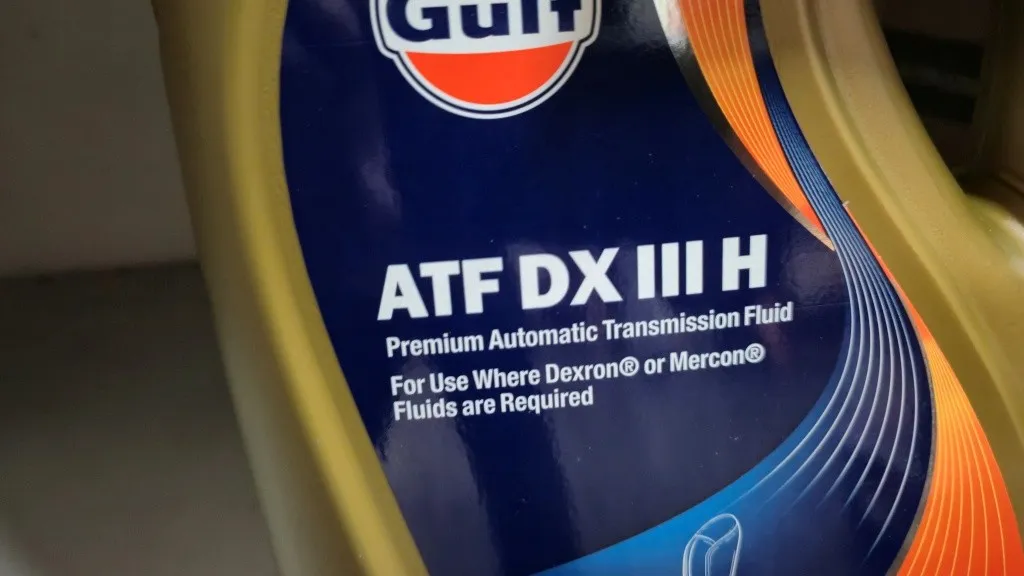 Gulf
ATF DX III H
Premium Automatic Transmission Fluid
For Use Where Dexron® or Mercon®
Fluids are Required